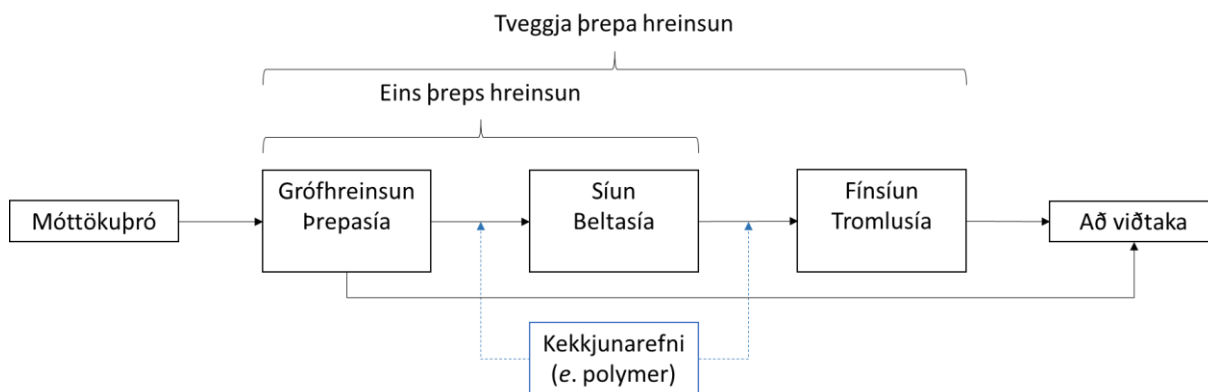 Tveggja þrepa hreinsun
Eins þreps hreinsun
Móttökuþró
Grófhreinsun
Þrepasía
Síun
Beltasía
Fínsíun
Tromlusía
Að viðtaka
Kekkjunarefni
(e. polymer)